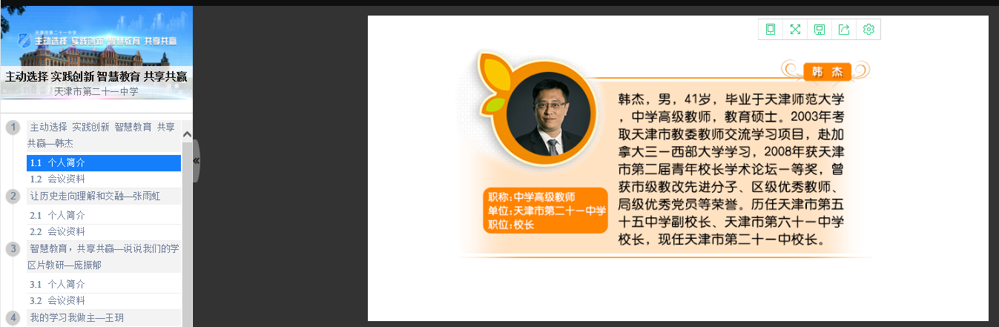 天津市第二十一中学
主动选择 实践创新 智慧教育 共享共赢
主动选择 实践创新 智慧教育 共享共赢
天津市第二十一中学
1 主动选择 实践创新 智慧教育 共享
共赢—韩杰
1.1 个人简介
1.2 会议资料
2 让历史走向理解和交融—张雨虹
2.1 个人简介
2.2 会议资料
3 智慧教育，共享共赢—说说我们的学
区片教研—庞振郁
3.1 个人简介
3.2 会议资料
4 我的学习我做主—王玥
«
韩 杰
韩杰，男，41岁，毕业于天津师范大学
，中学高级教师，教育硕士。2003年考
取天津市教委教师交流学习项目，赴加
拿大三一西部大学学习，2008年获天津
市第二届青年校长学术论坛一等奖，曾
获市级教改先进分子、区级优秀教师、
局级优秀党员等荣誉。历任天津市第五
十五中学副校长、天津市第六十一中学
校长，现任天津市第二十一中校长。
职称:中学高级教师
单位:天津市第二十一中学
职位:校长